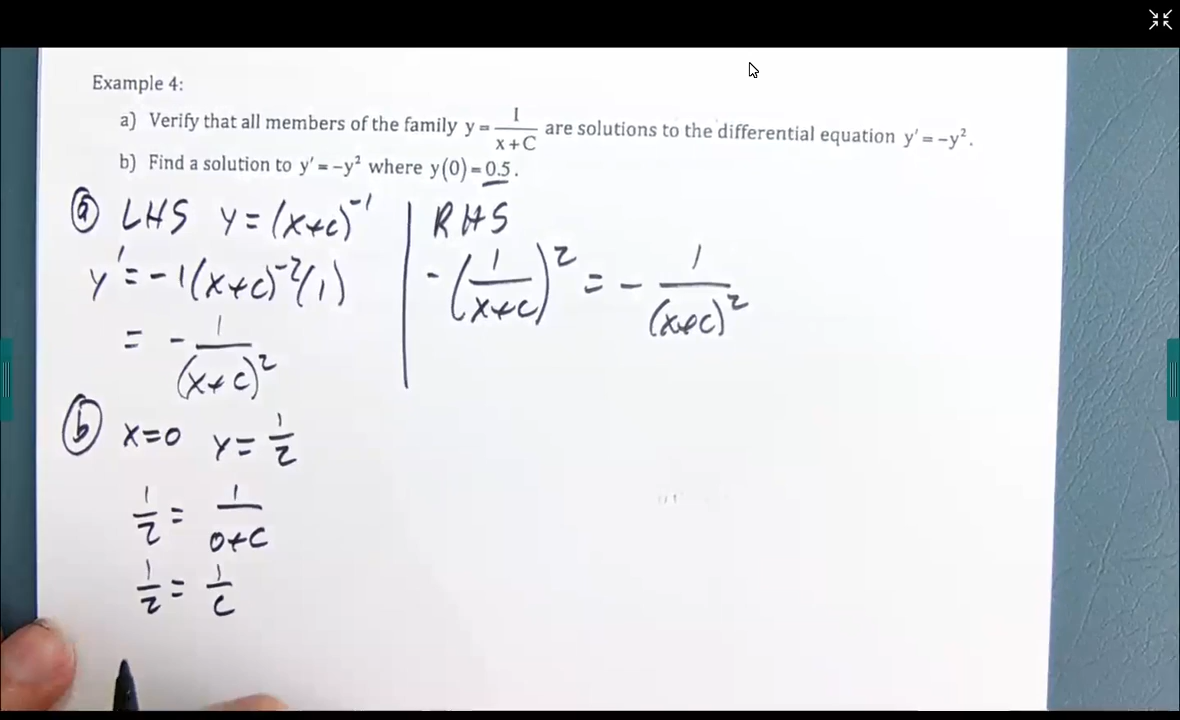 Example 4:
a) Verify that all members of the family y = 1/(x + C) are solutions to the differential equation y' = −y².
b) Find a solution to y' = −y² where y(0) = 0.5.
ⓐ LHS y = (x+c)⁻¹
y' = -1(x+c)⁻²(1)
= - 1/(x+c)²
RHS
-(1/(x+c))² = - 1/(x+c)²
ⓑ x=0 y= 1/2
1/2 = 1/(0+C)
1/2 = 1/C